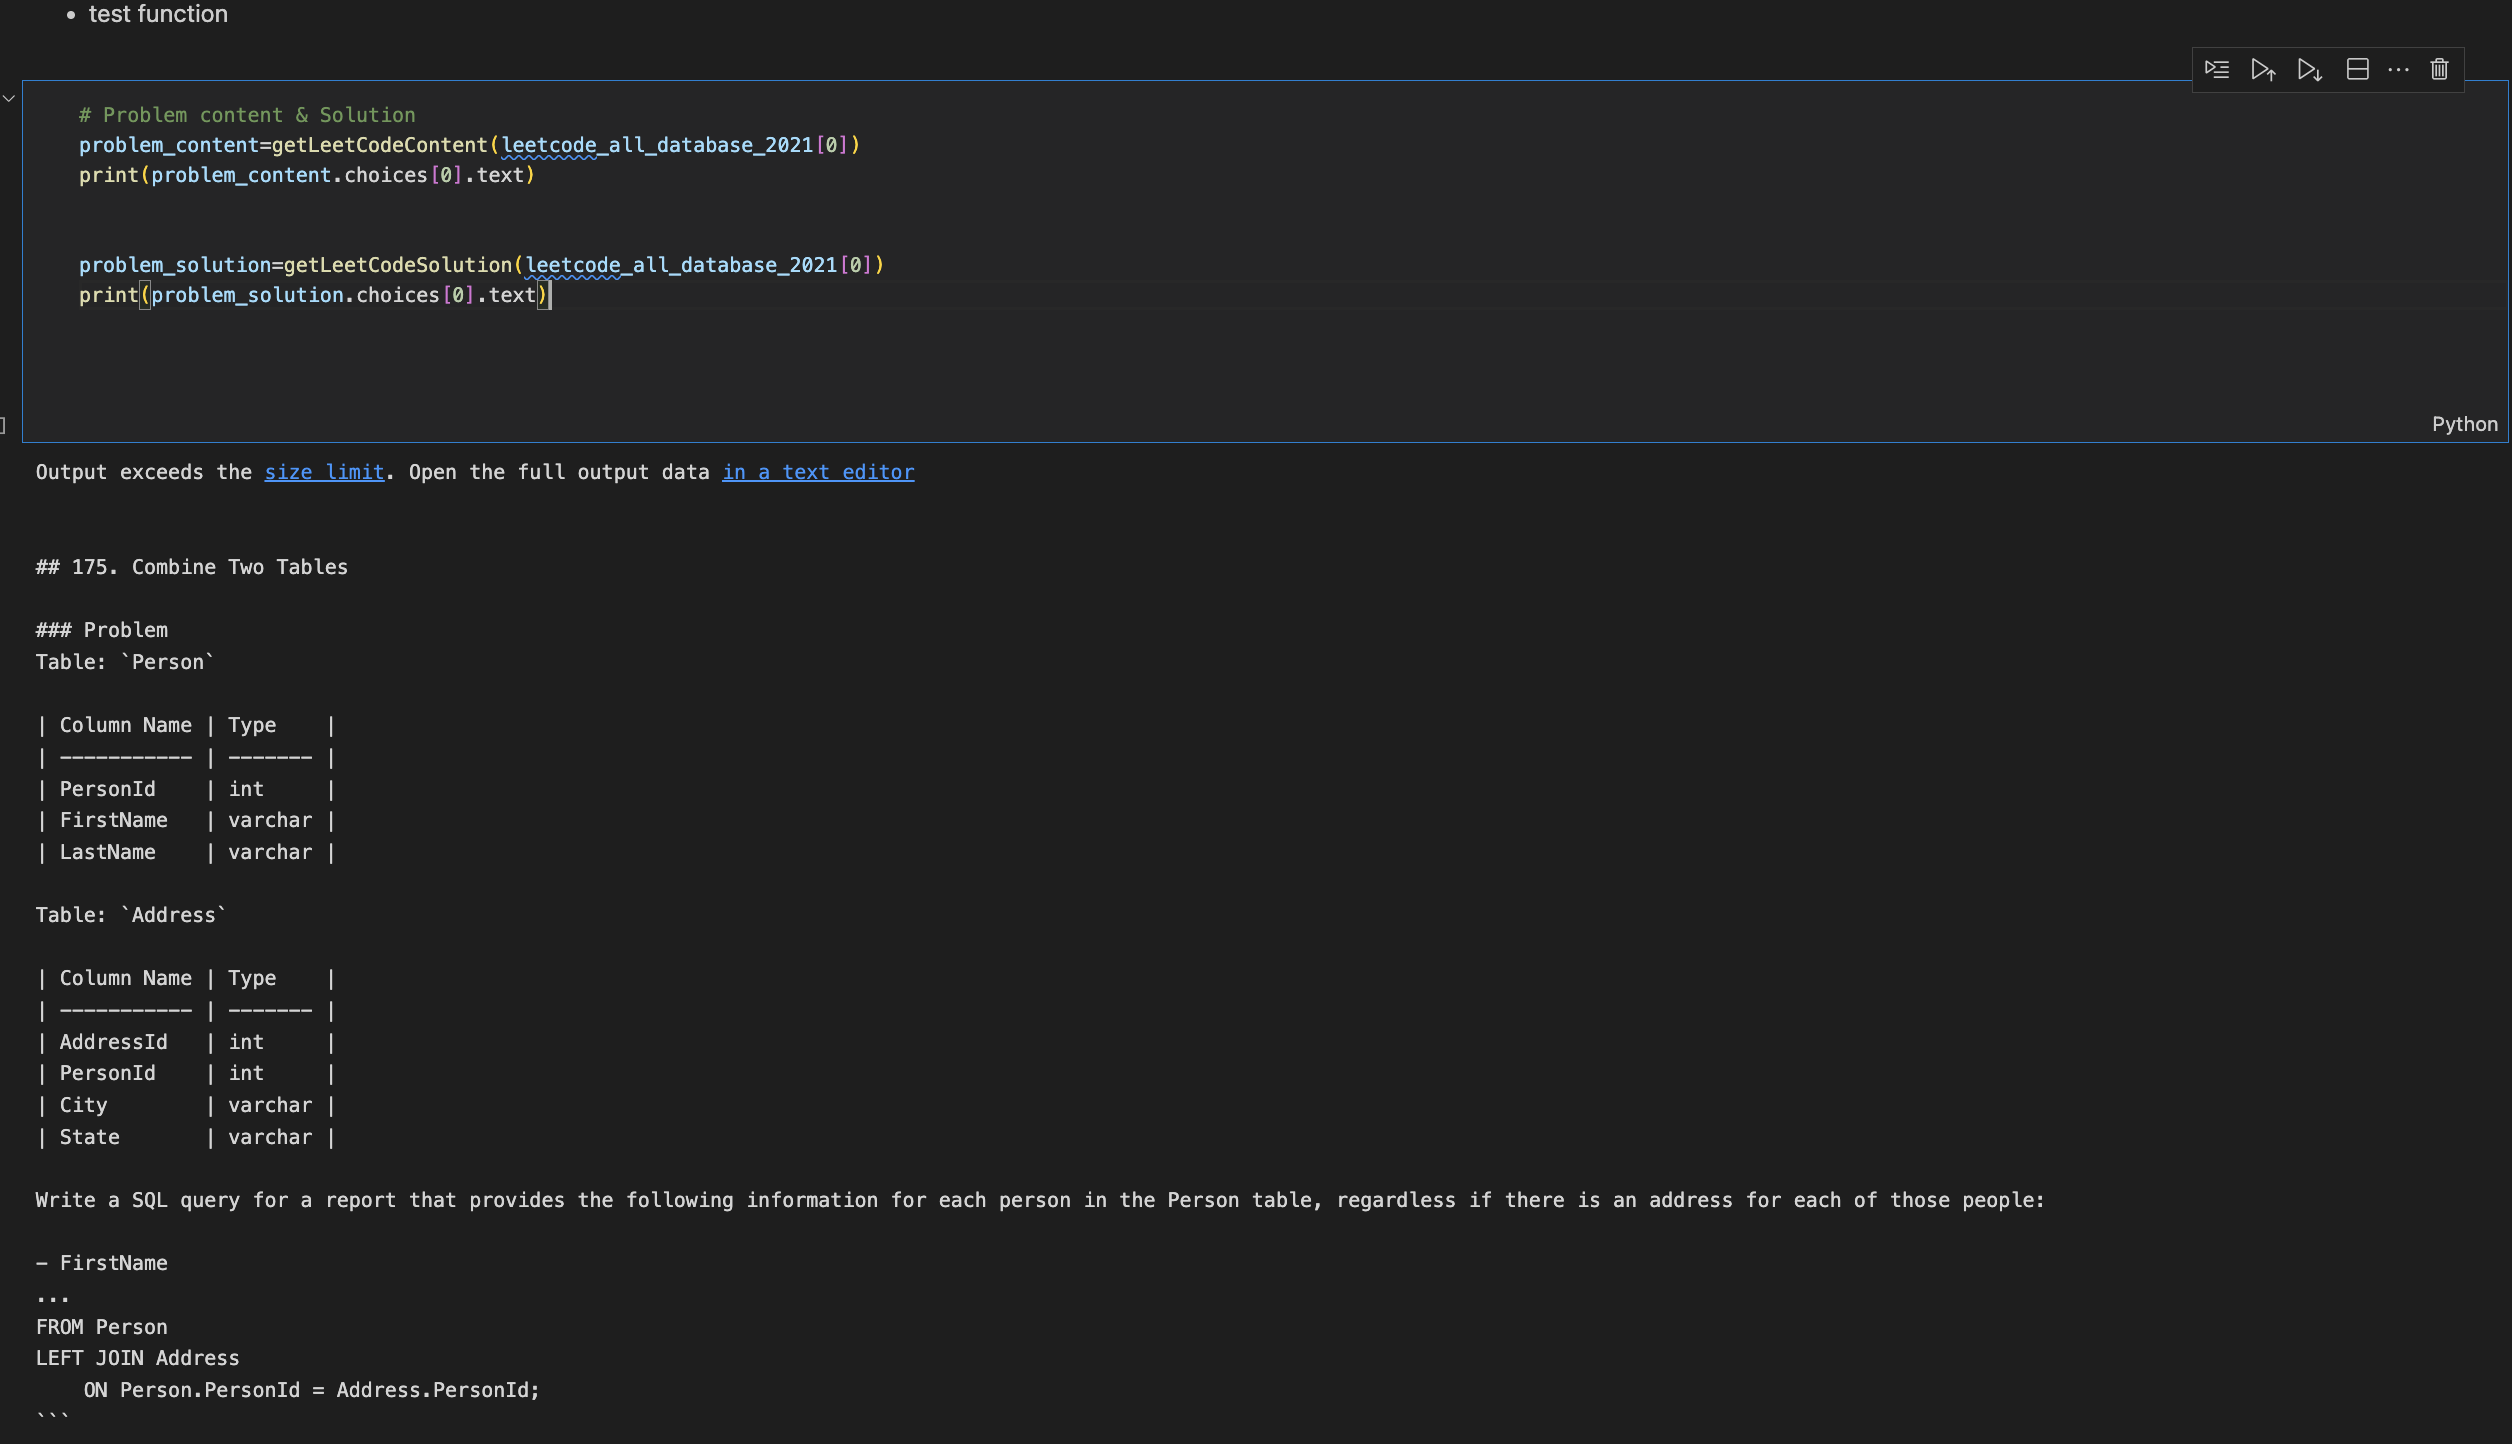 • test function
# Problem content & Solution
problem_content=getLeetCodeContent(leetcode_all_database_2021[0])
print(problem_content.choices[0].text)
problem_solution=getLeetCodeSolution(leetcode_all_database_2021[0])
print(problem_solution.choices[0].text)
Python
Output exceeds the size limit. Open the full output data in a text editor
## 175. Combine Two Tables
### Problem
Table: `Person`
| Column Name | Type    |
| ----------- | ------- |
| PersonId    | int     |
| FirstName   | varchar |
| LastName    | varchar |
Table: `Address`
| Column Name | Type    |
| ----------- | ------- |
| AddressId   | int     |
| PersonId    | int     |
| City        | varchar |
| State       | varchar |
Write a SQL query for a report that provides the following information for each person in the Person table, regardless if there is an address for each of those people:
- FirstName
...
FROM Person
LEFT JOIN Address
    ON Person.PersonId = Address.PersonId;
```